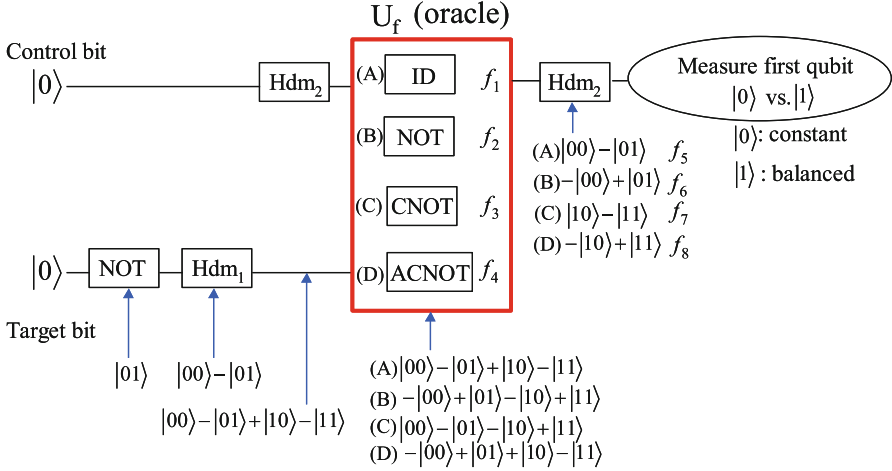 U_f (oracle)
Control bit
|0⟩
Hdm₂
(A) ID f₁
(B) NOT f₂
(C) CNOT f₃
(D) ACNOT f₄
Hdm₂
Measure first qubit
|0⟩ vs.|1⟩
|0⟩: constant
|1⟩ : balanced
(A)|00⟩−|01⟩ f₅
(B)−|00⟩+|01⟩ f₆
(C) |10⟩−|11⟩ f₇
(D) −|10⟩+|11⟩ f₈
|0⟩
NOT
Hdm₁
Target bit
|01⟩
|00⟩−|01⟩
|00⟩−|01⟩+|10⟩−|11⟩
(A)|00⟩−|01⟩+|10⟩−|11⟩
(B) −|00⟩+|01⟩−|10⟩+|11⟩
(C) |00⟩−|01⟩−|10⟩+|11⟩
(D) −|00⟩+|01⟩+|10⟩−|11⟩